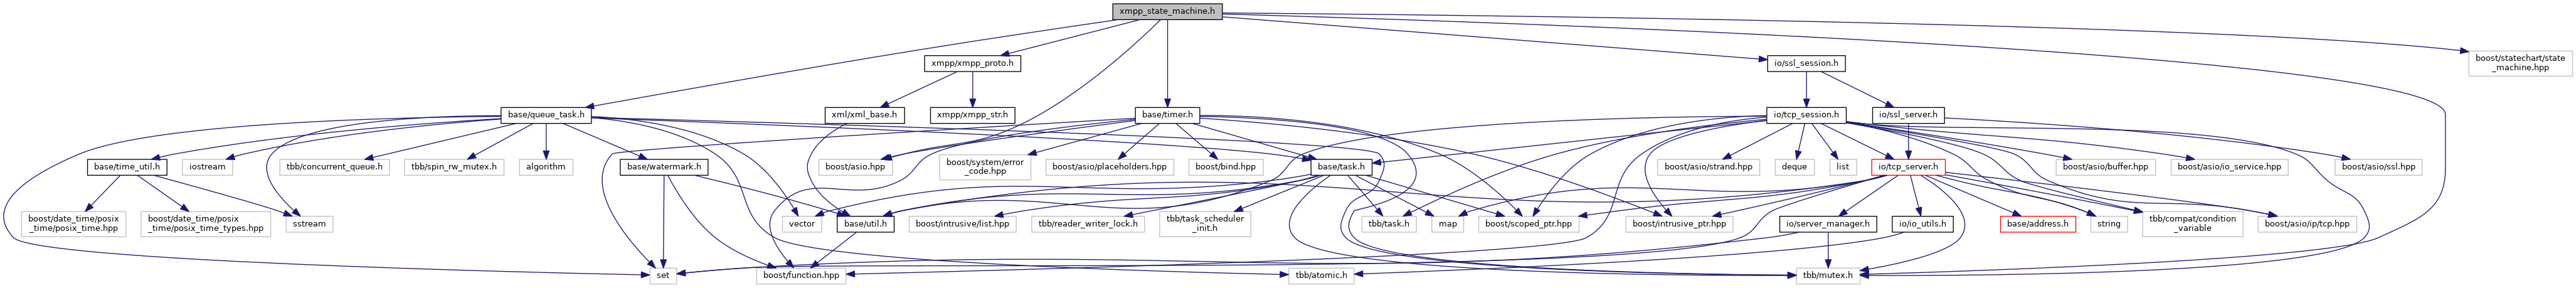 xmpp_state_machine.h
xmpp/xmpp_proto.h
io/ssl_session.h
boost/statechart/state
_machine.hpp
base/queue_task.h
xml/xml_base.h
xmpp/xmpp_str.h
base/timer.h
io/tcp_session.h
io/ssl_server.h
base/time_util.h
iostream
tbb/concurrent_queue.h
tbb/spin_rw_mutex.h
algorithm
base/watermark.h
boost/asio.hpp
boost/system/error
_code.hpp
boost/asio/placeholders.hpp
boost/bind.hpp
base/task.h
boost/asio/strand.hpp
deque
list
io/tcp_server.h
boost/asio/buffer.hpp
boost/asio/io_service.hpp
boost/asio/ssl.hpp
boost/date_time/posix
_time/posix_time.hpp
boost/date_time/posix
_time/posix_time_types.hpp
sstream
vector
base/util.h
boost/intrusive/list.hpp
tbb/reader_writer_lock.h
tbb/task_scheduler
_init.h
tbb/task.h
map
boost/scoped_ptr.hpp
boost/intrusive_ptr.hpp
io/server_manager.h
io/io_utils.h
base/address.h
string
tbb/compat/condition
_variable
boost/asio/ip/tcp.hpp
set
boost/function.hpp
tbb/atomic.h
tbb/mutex.h